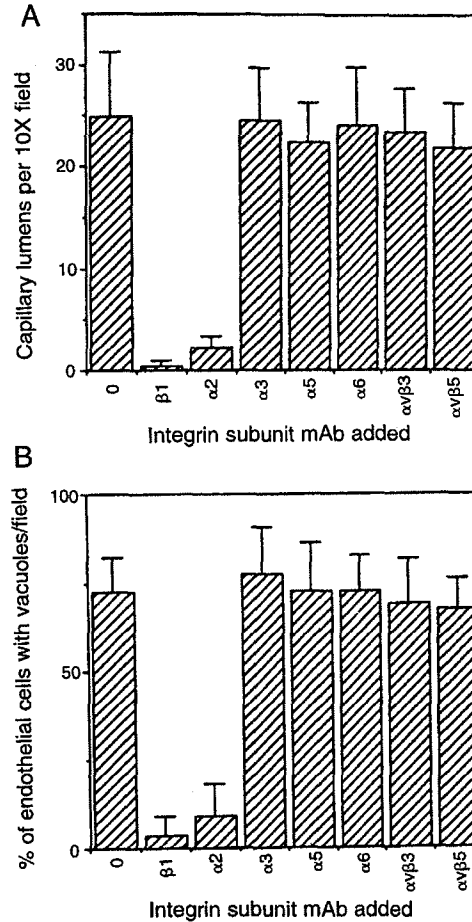 A
Capillary lumens per 10X field
30
20
10
0
0
β1
α2
α3
α5
α6
αvβ3
αvβ5
Integrin subunit mAb added
B
% of endothelial cells with vacuoles/field
100
50
0
0
β1
α2
α3
α5
α6
αvβ3
αvβ5
Integrin subunit mAb added